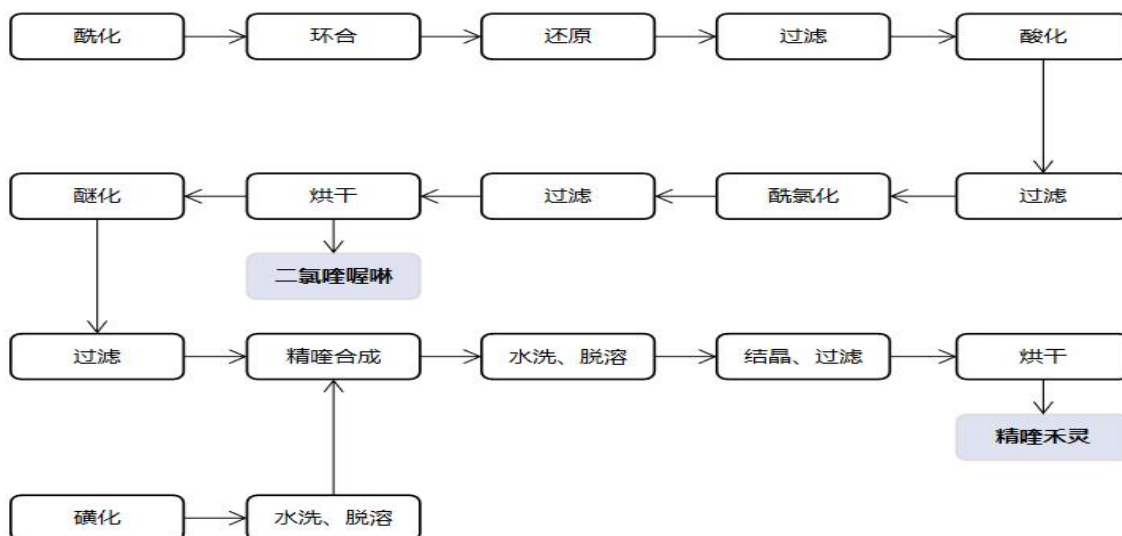 酰化
环合
还原
过滤
酸化
醚化
烘干
过滤
酰氯化
过滤
二氯喹喔啉
过滤
精喹合成
水洗、脱溶
结晶、过滤
烘干
精喹禾灵
磺化
水洗、脱溶